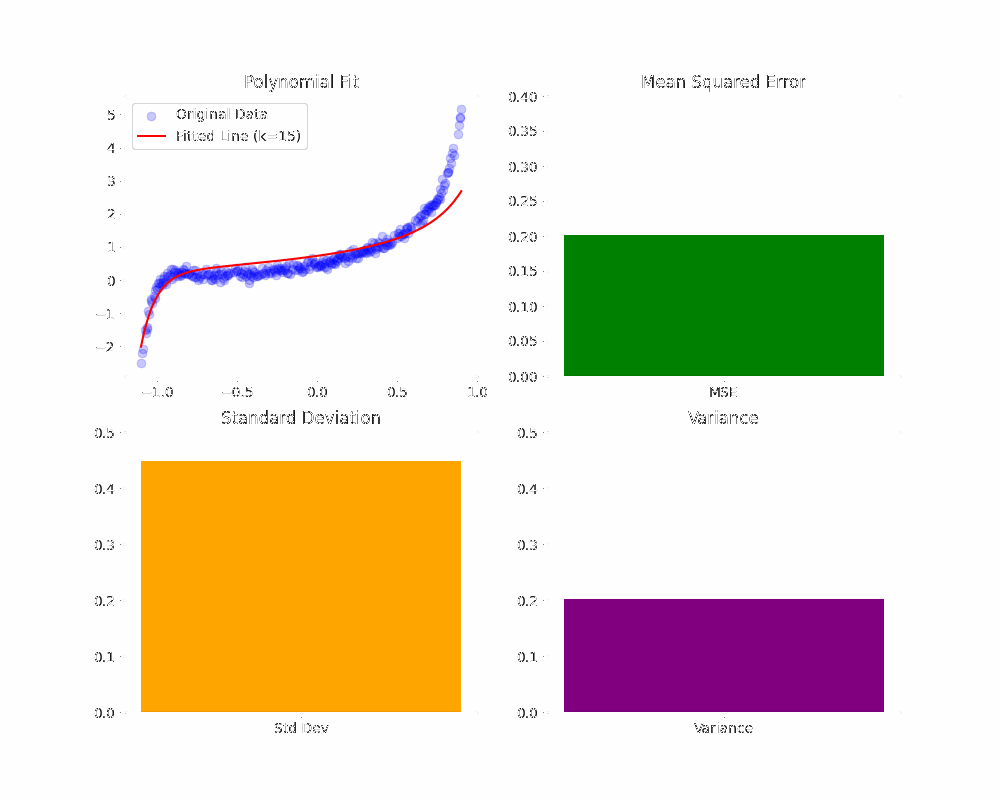 Polynomial Fit
Original Data
Fitted Line (k=15)
5
4
3
2
1
0
−1
−2
−1.0 −0.5 0.0 0.5 1.0
Mean Squared Error
0.40
0.35
0.30
0.25
0.20
0.15
0.10
0.05
0.00
MSE
Standard Deviation
0.5
0.4
0.3
0.2
0.1
0.0
Std Dev
Variance
0.5
0.4
0.3
0.2
0.1
0.0
Variance